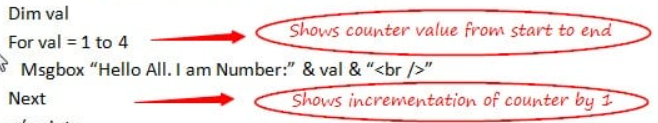 Dim val
For val = 1 to 4
Shows counter value from start to end
Msgbox “Hello All. I am Number:” & val & “<br />”
Next
Shows incrementation of counter by 1